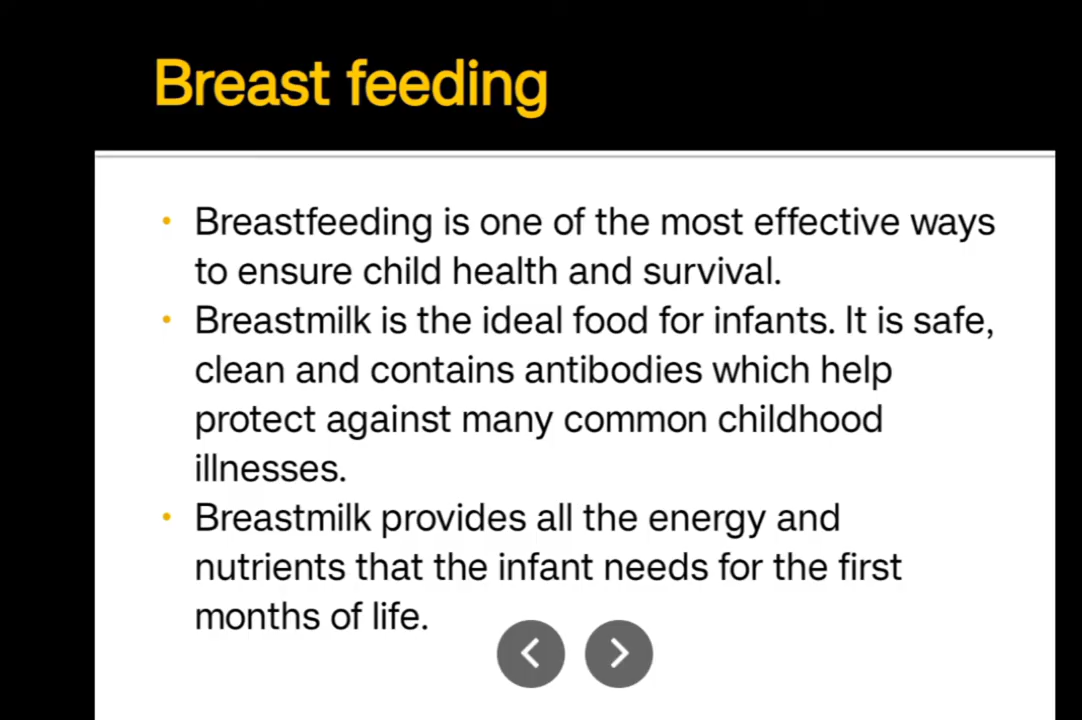 Breast feeding
• Breastfeeding is one of the most effective ways
to ensure child health and survival.
• Breastmilk is the ideal food for infants. It is safe,
clean and contains antibodies which help
protect against many common childhood
illnesses.
• Breastmilk provides all the energy and
nutrients that the infant needs for the first
months of life.